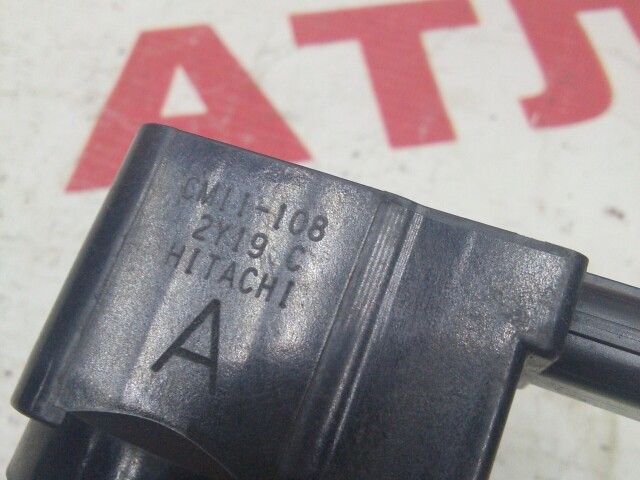 ATJ
CM11-108
2Y19 C
HITACHI
A